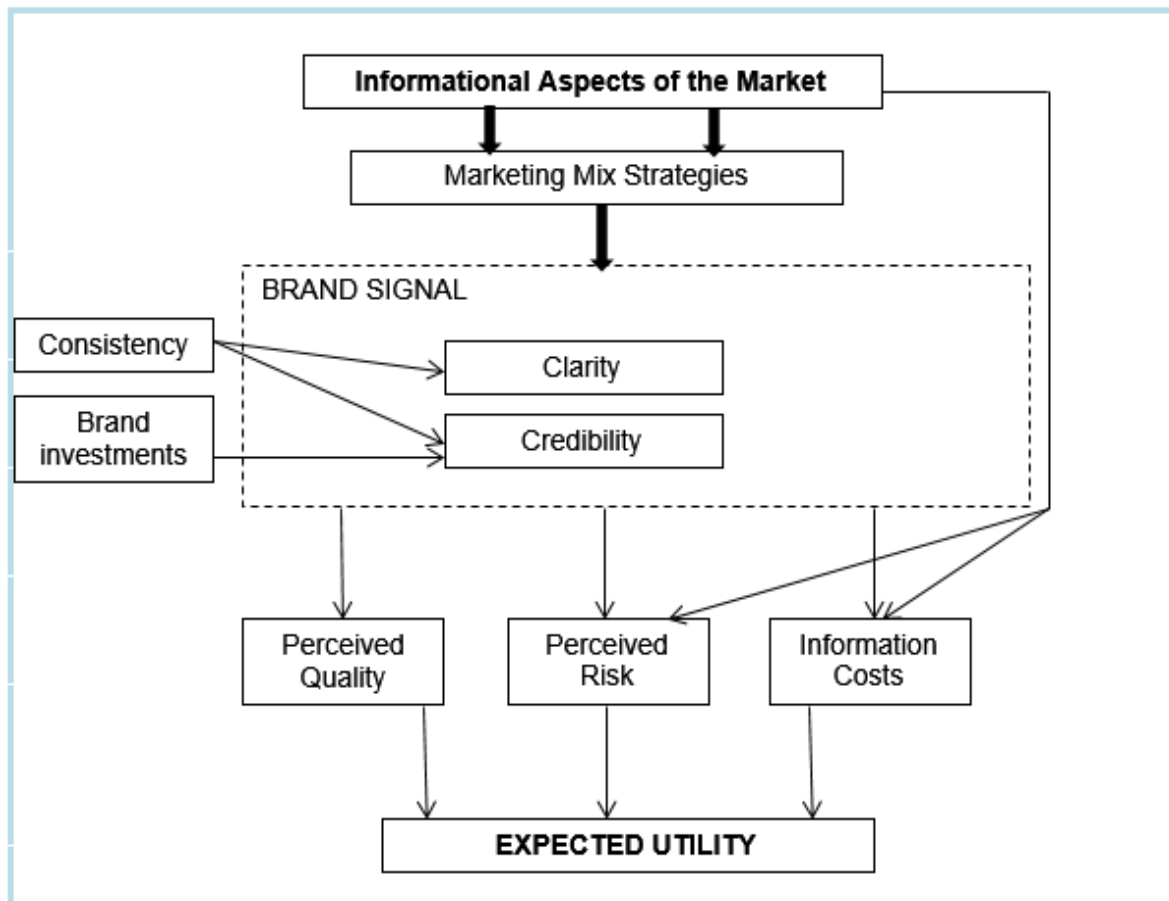 Informational Aspects of the Market
Marketing Mix Strategies
BRAND SIGNAL
Consistency
Clarity
Brand
investments
Credibility
Perceived
Quality
Perceived
Risk
Information
Costs
EXPECTED UTILITY